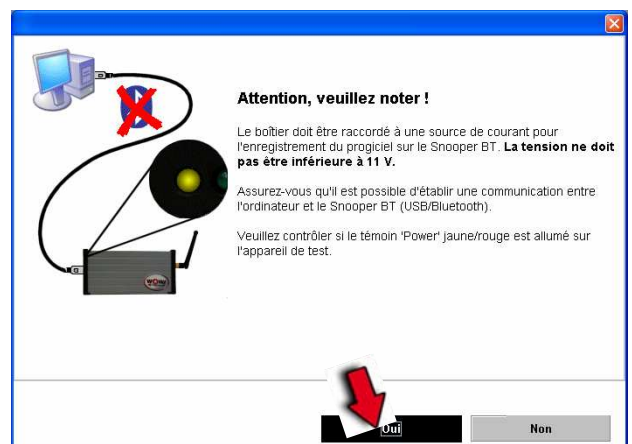 Attention, veuillez noter !
Le boîtier doit être raccordé à une source de courant pour
l'enregistrement du progiciel sur le Snooper BT. La tension ne doit
pas être inférieure à 11 V.
Assurez-vous qu'il est possible d'établir une communication entre
l'ordinateur et le Snooper BT (USB/Bluetooth).
Veuillez contrôler si le témoin 'Power' jaune/rouge est allumé sur
l'appareil de test.
WOW!
Oui
Non